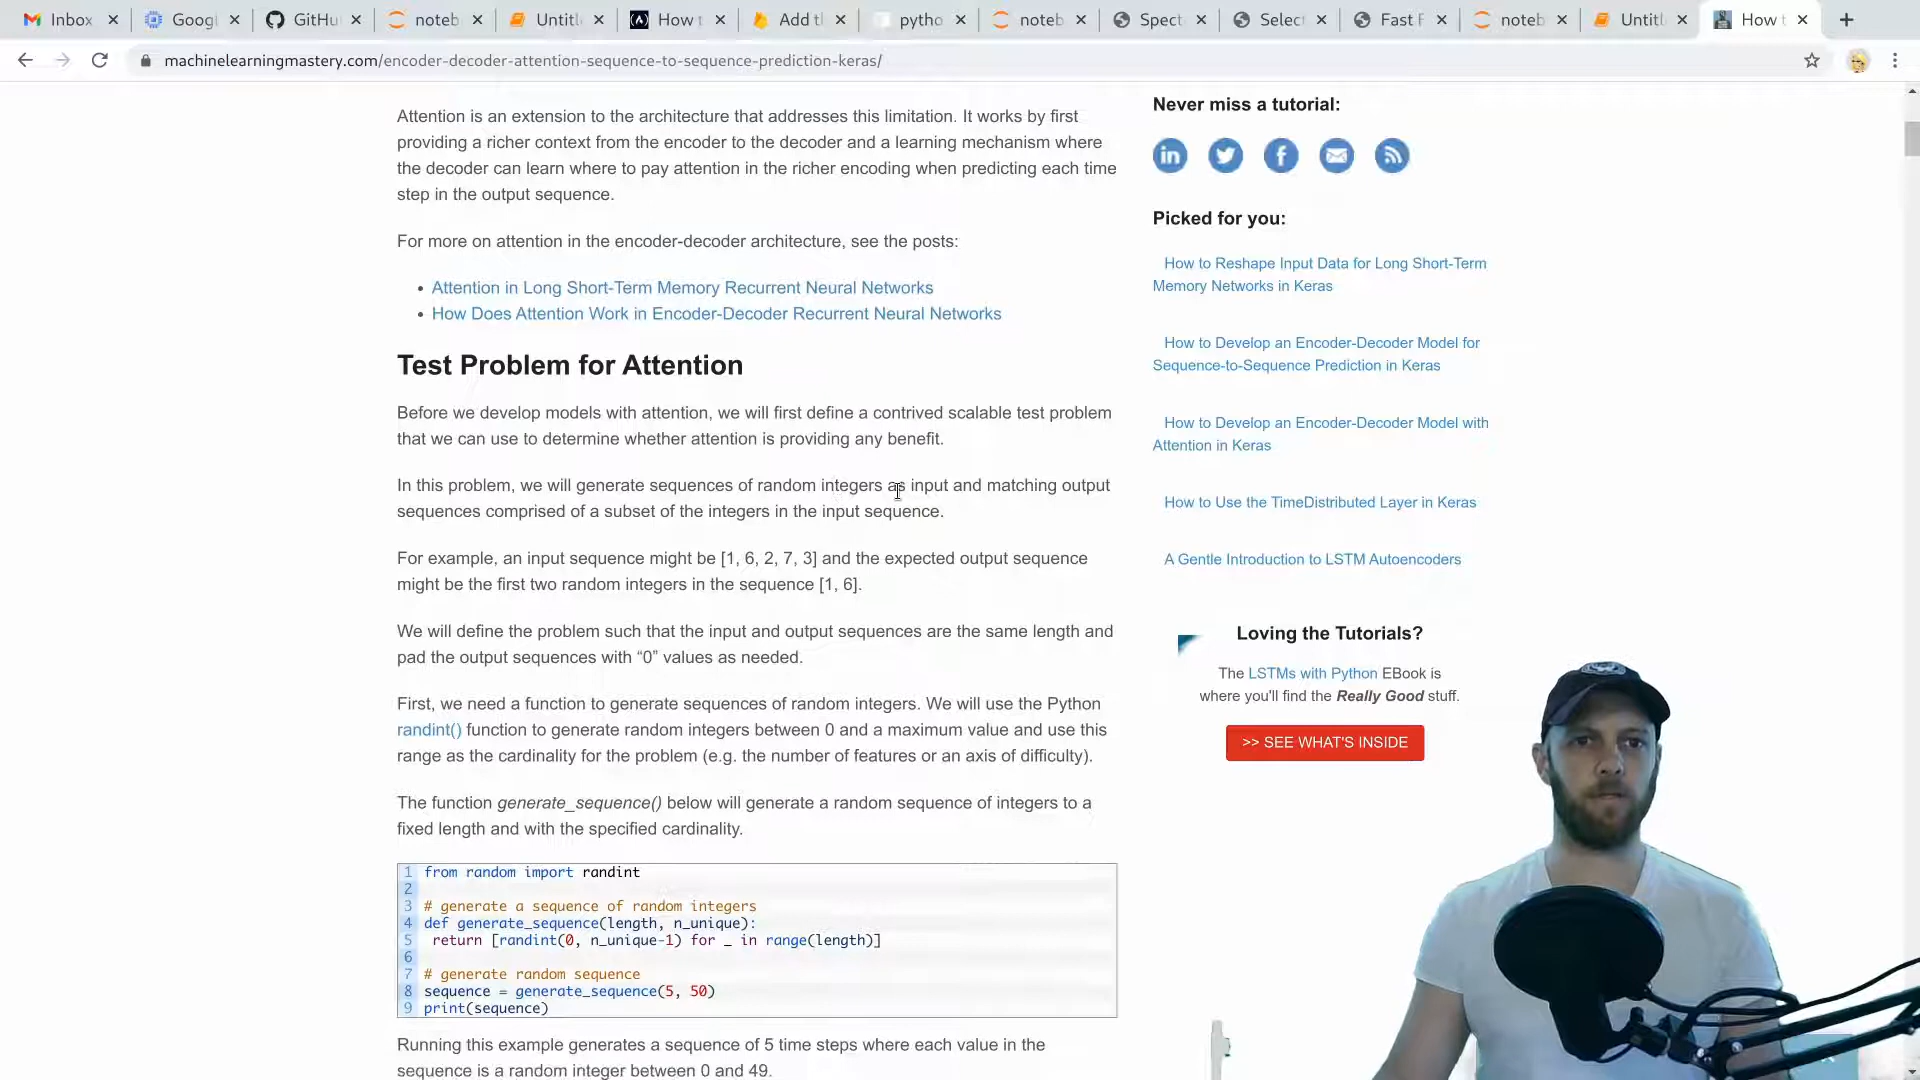 Inbox
Googl
GitHu
noteb
Untitl
How t
Add tl
pytho
noteb
Spect
Selec
Fast F
noteb
Untitl
How t
machinelearningmastery.com/encoder-decoder-attention-sequence-to-sequence-prediction-keras/
Attention is an extension to the architecture that addresses this limitation. It works by first
providing a richer context from the encoder to the decoder and a learning mechanism where
the decoder can learn where to pay attention in the richer encoding when predicting each time
step in the output sequence.
For more on attention in the encoder-decoder architecture, see the posts:
• Attention in Long Short-Term Memory Recurrent Neural Networks
• How Does Attention Work in Encoder-Decoder Recurrent Neural Networks
Test Problem for Attention
Before we develop models with attention, we will first define a contrived scalable test problem
that we can use to determine whether attention is providing any benefit.
In this problem, we will generate sequences of random integers as input and matching output
sequences comprised of a subset of the integers in the input sequence.
For example, an input sequence might be [1, 6, 2, 7, 3] and the expected output sequence
might be the first two random integers in the sequence [1, 6].
We will define the problem such that the input and output sequences are the same length and
pad the output sequences with “0” values as needed.
First, we need a function to generate sequences of random integers. We will use the Python
randint() function to generate random integers between 0 and a maximum value and use this
range as the cardinality for the problem (e.g. the number of features or an axis of difficulty).
The function generate_sequence() below will generate a random sequence of integers to a
fixed length and with the specified cardinality.
1 from random import randint
2
3 # generate a sequence of random integers
4 def generate_sequence(length, n_unique):
5 return [randint(0, n_unique-1) for _ in range(length)]
6
7 # generate random sequence
8 sequence = generate_sequence(5, 50)
9 print(sequence)
Running this example generates a sequence of 5 time steps where each value in the
sequence is a random integer between 0 and 49.
Never miss a tutorial:
in
f
Picked for you:
How to Reshape Input Data for Long Short-Term
Memory Networks in Keras
How to Develop an Encoder-Decoder Model for
Sequence-to-Sequence Prediction in Keras
How to Develop an Encoder-Decoder Model with
Attention in Keras
How to Use the TimeDistributed Layer in Keras
A Gentle Introduction to LSTM Autoencoders
Loving the Tutorials?
The LSTMs with Python EBook is
where you'll find the Really Good stuff.
>> SEE WHAT'S INSIDE